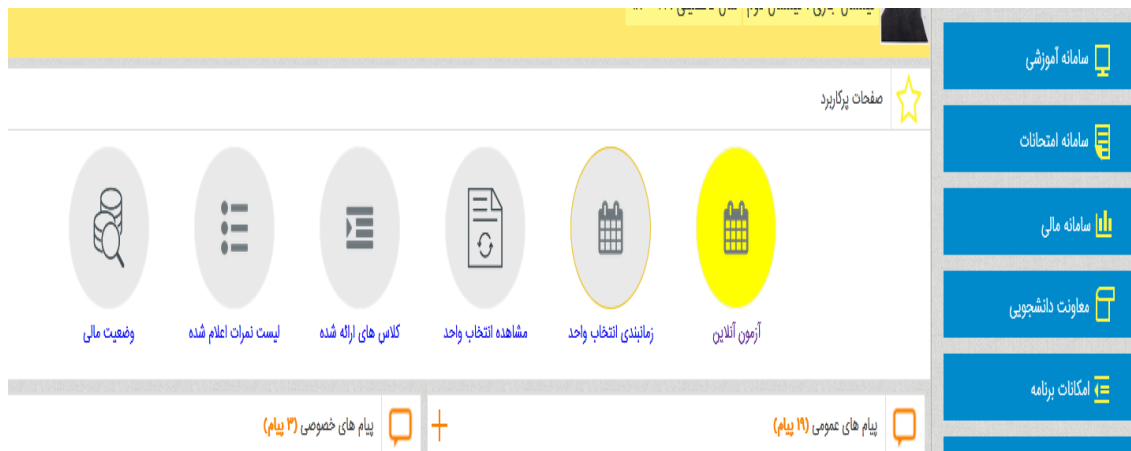 سامانه آموزشی
سامانه امتحانات
سامانه مالی
معاونت دانشجویی
امکانات برنامه
صفحات پرکاربرد
آزمون آنلاین
زمانبندی انتخاب واحد
مشاهده انتخاب واحد
کلاس های ارائه شده
لیست نمرات اعلام شده
وضعیت مالی
پیام های عمومی (۱۹ پیام)
پیام های خصوصی (۳ پیام)